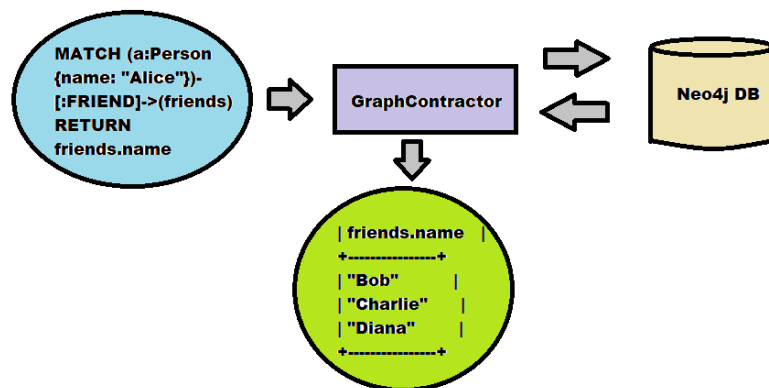 MATCH (a:Person
{name: "Alice"})-
[:FRIEND]->(friends)
RETURN
friends.name
GraphContractor
Neo4j DB
| friends.name |
+----------------+
| "Bob" |
| "Charlie" |
| "Diana" |
+----------------+